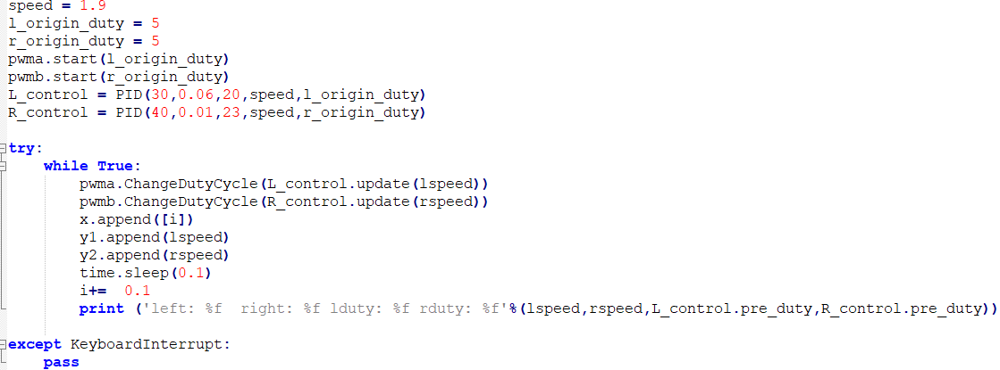 speed = 1.9
l_origin_duty = 5
r_origin_duty = 5
pwma.start(l_origin_duty)
pwmb.start(r_origin_duty)
L_control = PID(30,0.06,20,speed,l_origin_duty)
R_control = PID(40,0.01,23,speed,r_origin_duty)
try:
    while True:
        pwma.ChangeDutyCycle(L_control.update(lspeed))
        pwmb.ChangeDutyCycle(R_control.update(rspeed))
        x.append([i])
        y1.append(lspeed)
        y2.append(rspeed)
        time.sleep(0.1)
        i+=  0.1
        print ('left: %f  right: %f lduty: %f rduty: %f'%(lspeed,rspeed,L_control.pre_duty,R_control.pre_duty))
except KeyboardInterrupt:
    pass